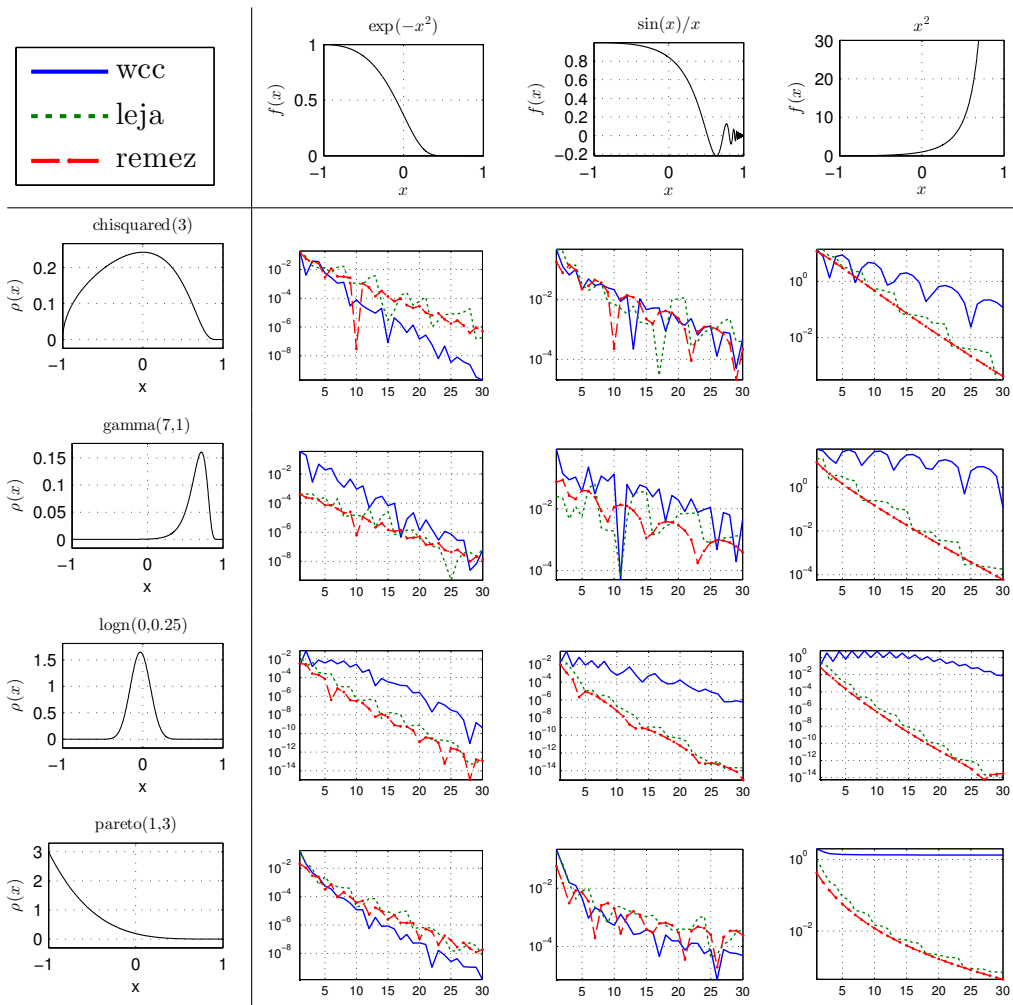 wcc
leja
remez
exp(−x²)
1
0.5
0
f(x)
−1 0 1
x
sin(x)/x
0.8
0.6
0.4
0.2
0
−0.2
f(x)
−1 0 1
x
x²
30
20
10
0
f(x)
−1 0 1
x
chisquared(3)
0.2
0.1
0
ρ(x)
−1 0 1
x
10⁻²
10⁻⁴
10⁻⁶
10⁻⁸
5 10 15 20 25 30
10⁻²
10⁻⁴
5 10 15 20 25 30
10⁰
10⁻²
5 10 15 20 25 30
gamma(7,1)
0.15
0.1
0.05
0
ρ(x)
−1 0 1
x
10⁻²
10⁻⁴
10⁻⁶
10⁻⁸
5 10 15 20 25 30
10⁻²
10⁻⁴
5 10 15 20 25 30
10⁰
10⁻²
10⁻⁴
5 10 15 20 25 30
logn(0,0.25)
1.5
1
0.5
0
ρ(x)
−1 0 1
x
10⁻²
10⁻⁴
10⁻⁶
10⁻⁸
10⁻¹⁰
10⁻¹²
10⁻¹⁴
5 10 15 20 25 30
10⁻²
10⁻⁴
10⁻⁶
10⁻⁸
10⁻¹⁰
10⁻¹²
10⁻¹⁴
5 10 15 20 25 30
10⁰
10⁻²
10⁻⁴
10⁻⁶
10⁻⁸
10⁻¹⁰
10⁻¹²
10⁻¹⁴
5 10 15 20 25 30
pareto(1,3)
3
2
1
0
ρ(x)
−1 0 1
x
10⁻²
10⁻⁴
10⁻⁶
10⁻⁸
5 10 15 20 25 30
10⁻²
10⁻⁴
5 10 15 20 25 30
10⁰
10⁻²
5 10 15 20 25 30